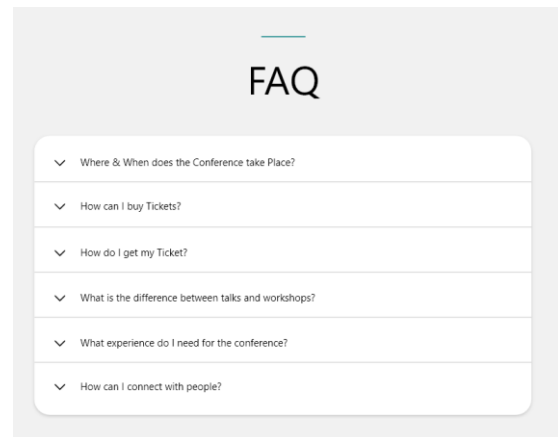 FAQ
Where & When does the Conference take Place?
How can I buy Tickets?
How do I get my Ticket?
What is the difference between talks and workshops?
What experience do I need for the conference?
How can I connect with people?